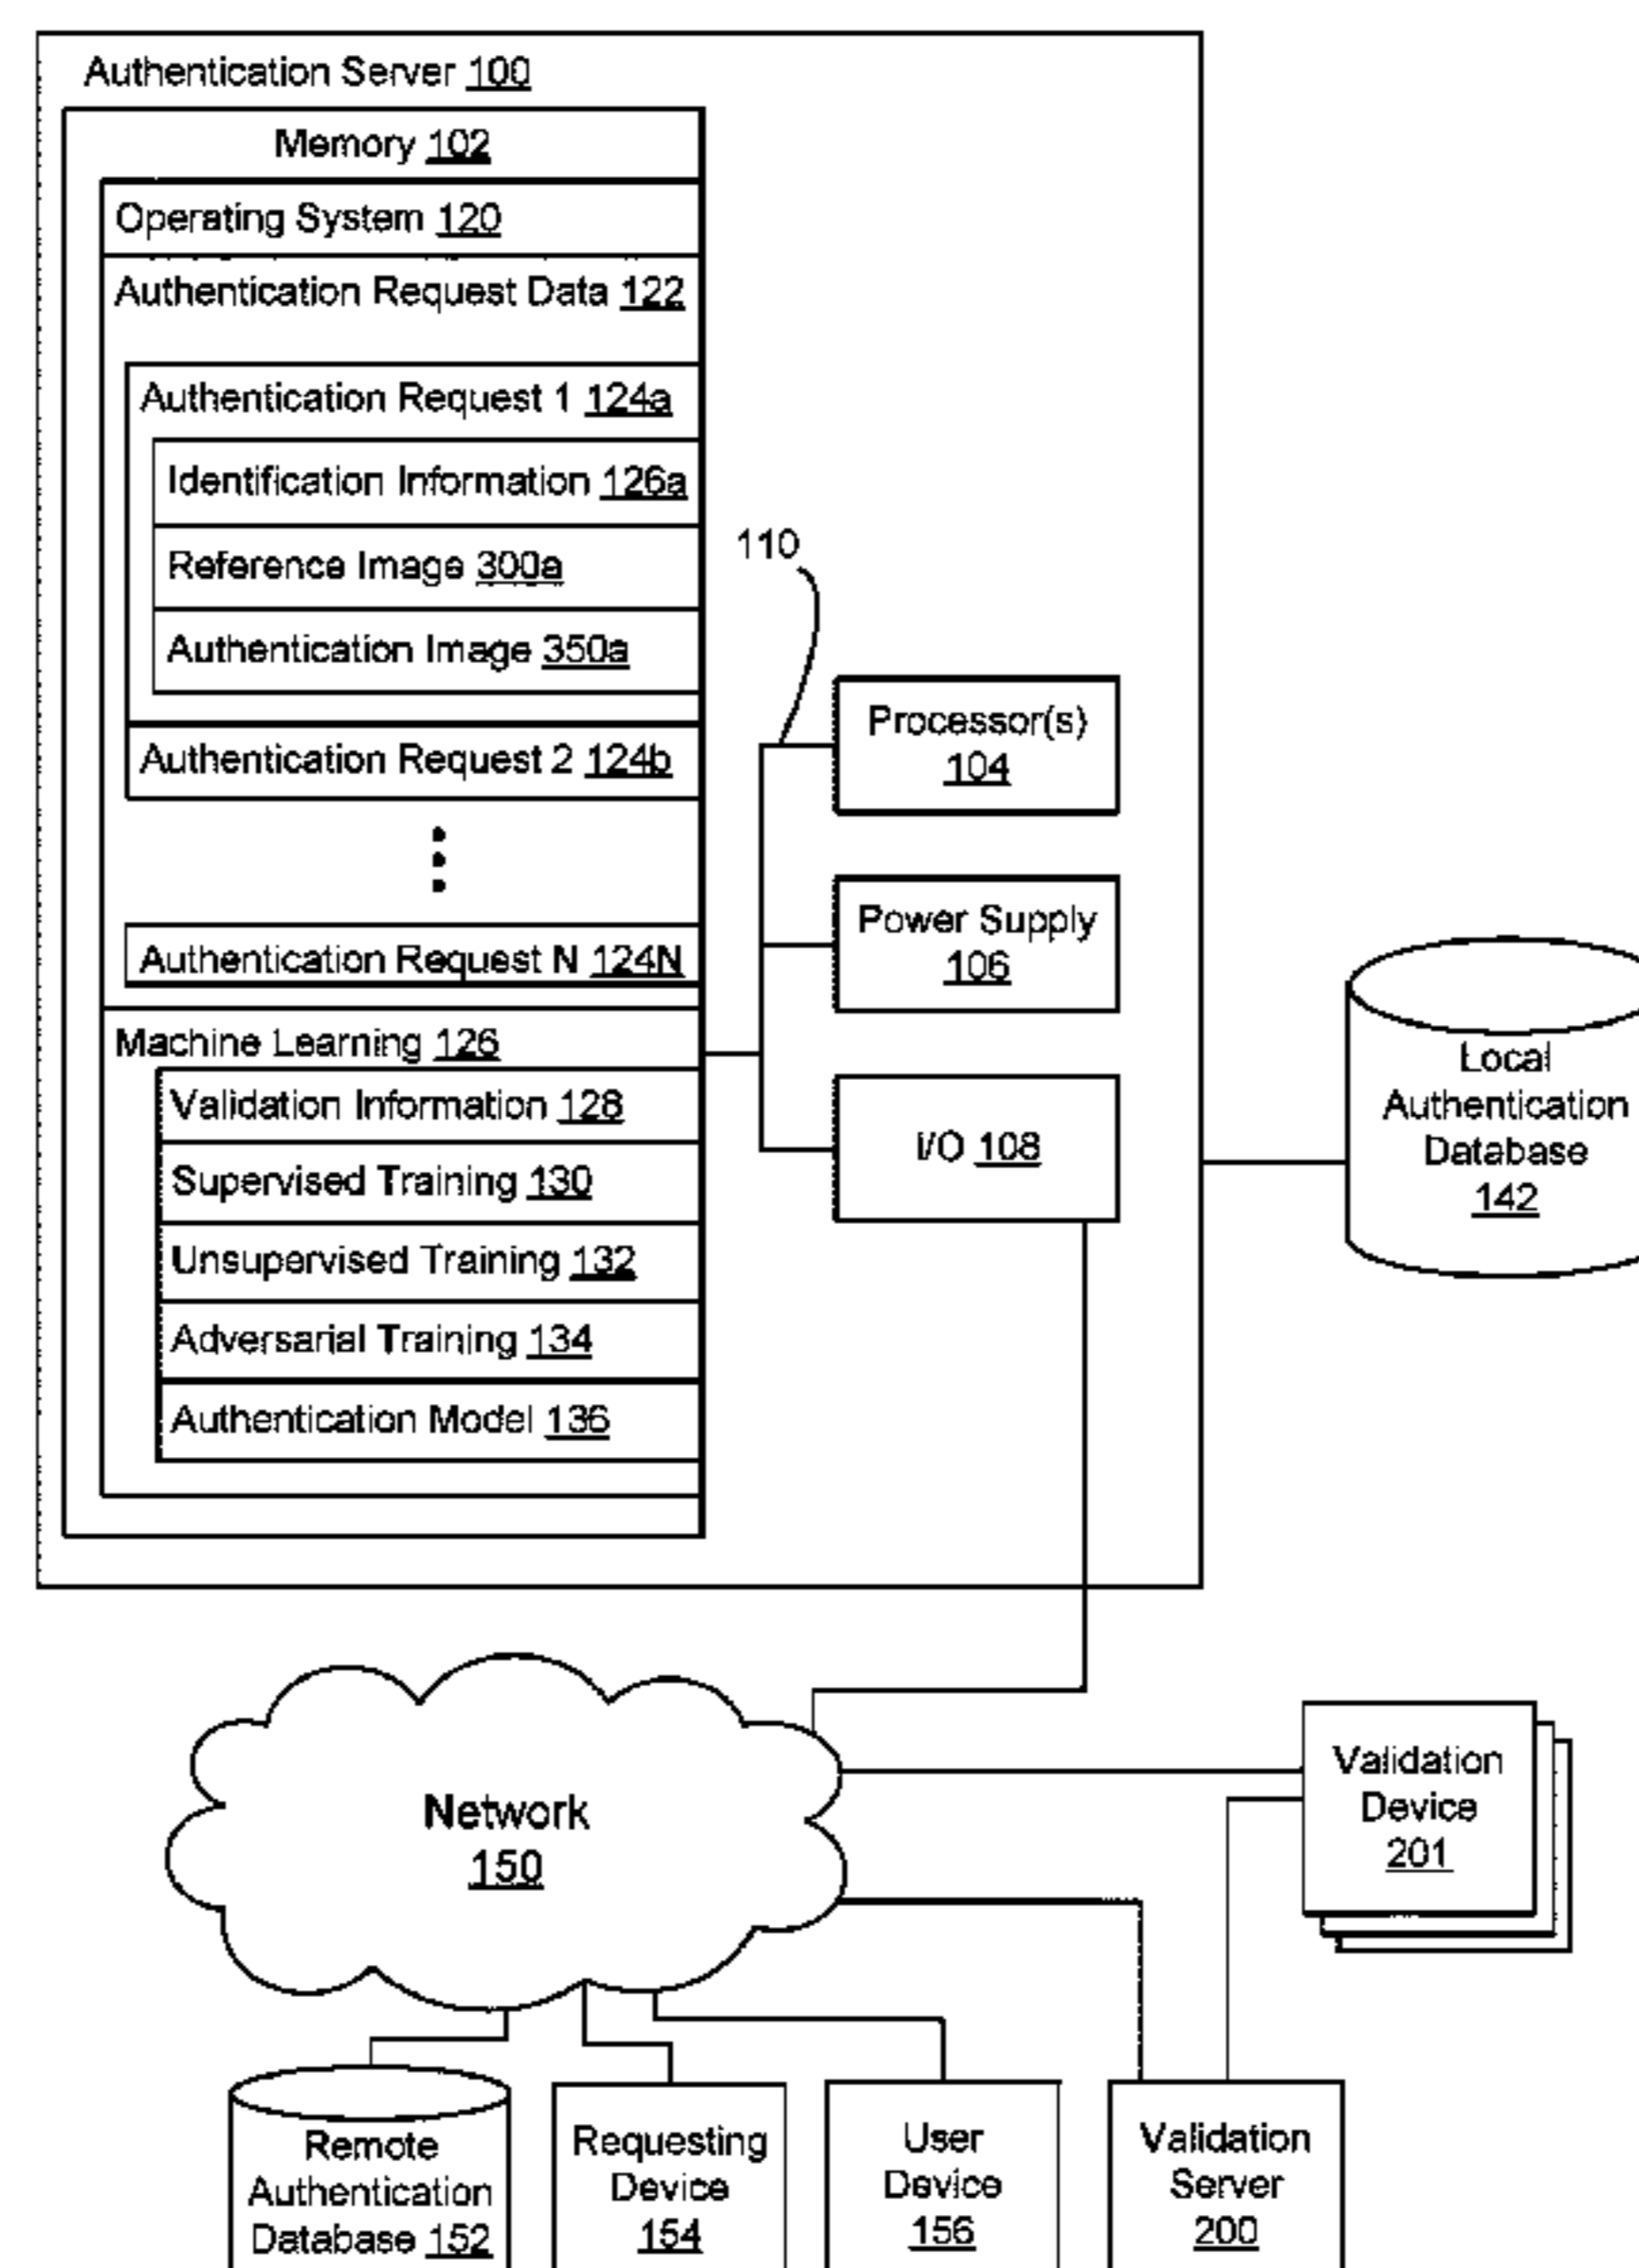 Authentication Server 100
Memory 102
Operating System 120
Authentication Request Data 122
Authentication Request 1 124a
Identification Information 126a
Reference Image 300a
Authentication Image 350a
Authentication Request 2 124b
Authentication Request N 124N
Machine Learning 126
Validation Information 128
Supervised Training 130
Unsupervised Training 132
Adversarial Training 134
Authentication Model 136
110
Processor(s)
104
Power Supply
106
I/O 108
Local
Authentication
Database
142
Network
150
Validation
Device
201
Remote
Authentication
Database 152
Requesting
Device
154
User
Device
156
Validation
Server
200